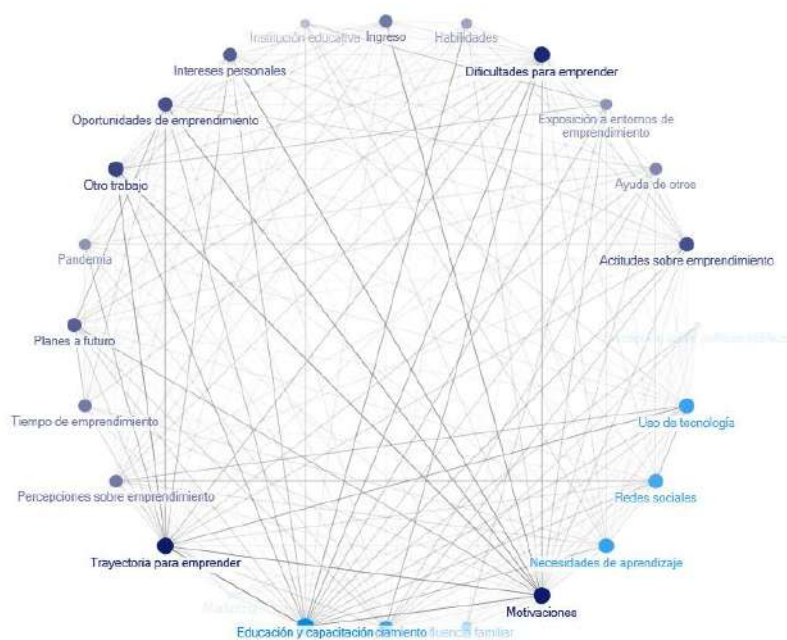 Institución educativa
Ingreso
Habilidades
Intereses personales
Dificultades para emprender
Oportunidades de emprendimiento
Exposición a entornos de
emprendimiento
Otro trabajo
Ayuda de otros
Pandemia
Actitudes sobre emprendimiento
Planes a futuro
Tiempo de emprendimiento
Uso de tecnología
Percepciones sobre emprendimiento
Redes sociales
Trayectoria para emprender
Necesidades de aprendizaje
Motivaciones
Educación y capacitación
familiar